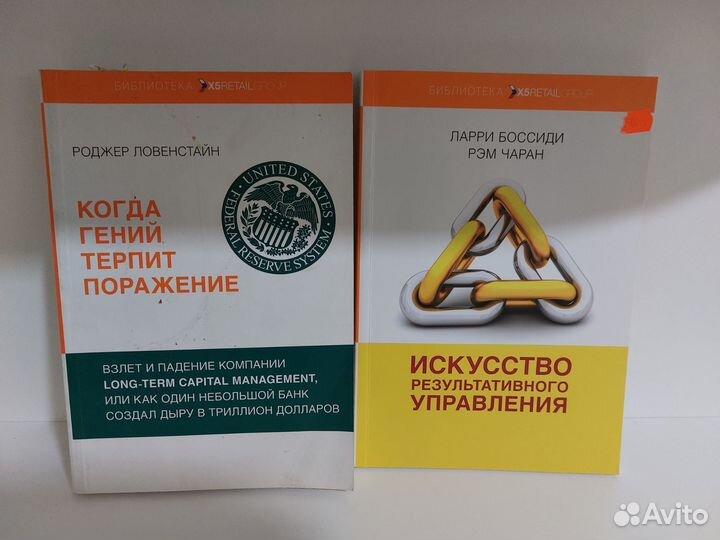 БИБЛИОТЕКА X5RETAILGROUP
РОДЖЕР ЛОВЕНСТАЙН
UNITED STATES
FEDERAL RESERVE SYSTEM
КОГДА
ГЕНИЙ
ТЕРПИТ
ПОРАЖЕНИЕ
ВЗЛЕТ И ПАДЕНИЕ КОМПАНИИ
LONG-TERM CAPITAL MANAGEMENT,
ИЛИ КАК ОДИН НЕБОЛЬШОЙ БАНК
СОЗДАЛ ДЫРУ В ТРИЛЛИОН ДОЛЛАРОВ
БИБЛИОТЕКА X5RETAILGROUP
ЛАРРИ БОССИДИ
РЭМ ЧАРАН
ИСКУССТВО
РЕЗУЛЬТАТИВНОГО
УПРАВЛЕНИЯ
Avito